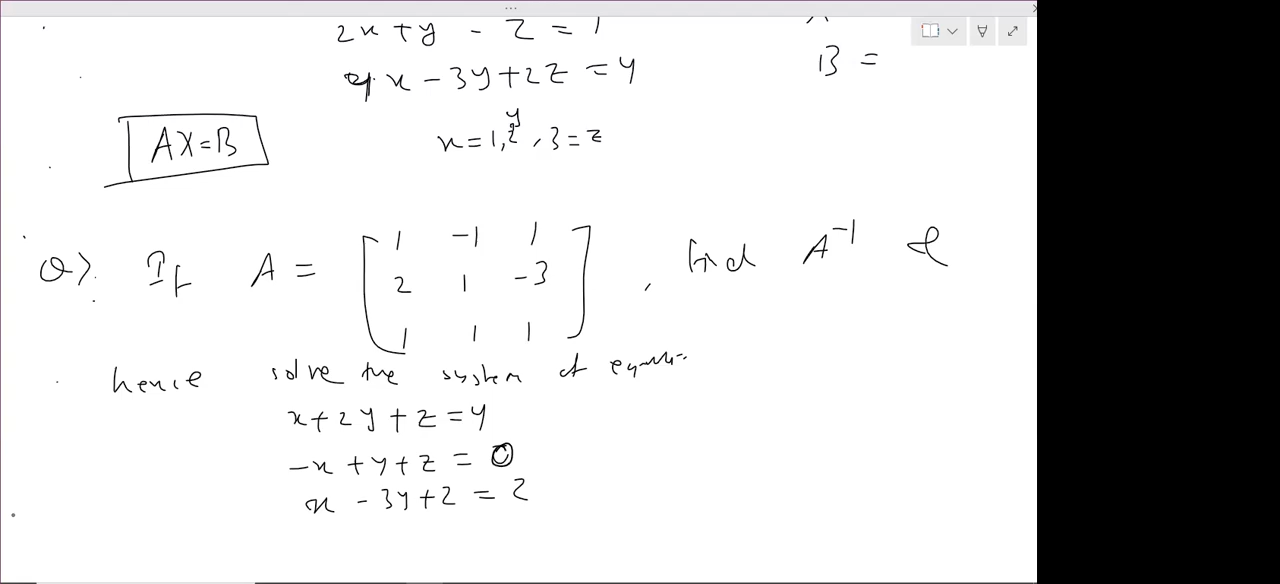 2x + y - z = 1
x - 3y + 2z = 4
B =
AX = B
x = 1, 2, 3 = z
y
Q). If A = [ 1 -1 1
2 1 -3
1 1 1 ] , find A⁻¹ &
hence solve the system of
x + 2y + z = 4
-x + y + z = 0
x - 3y + z = 2